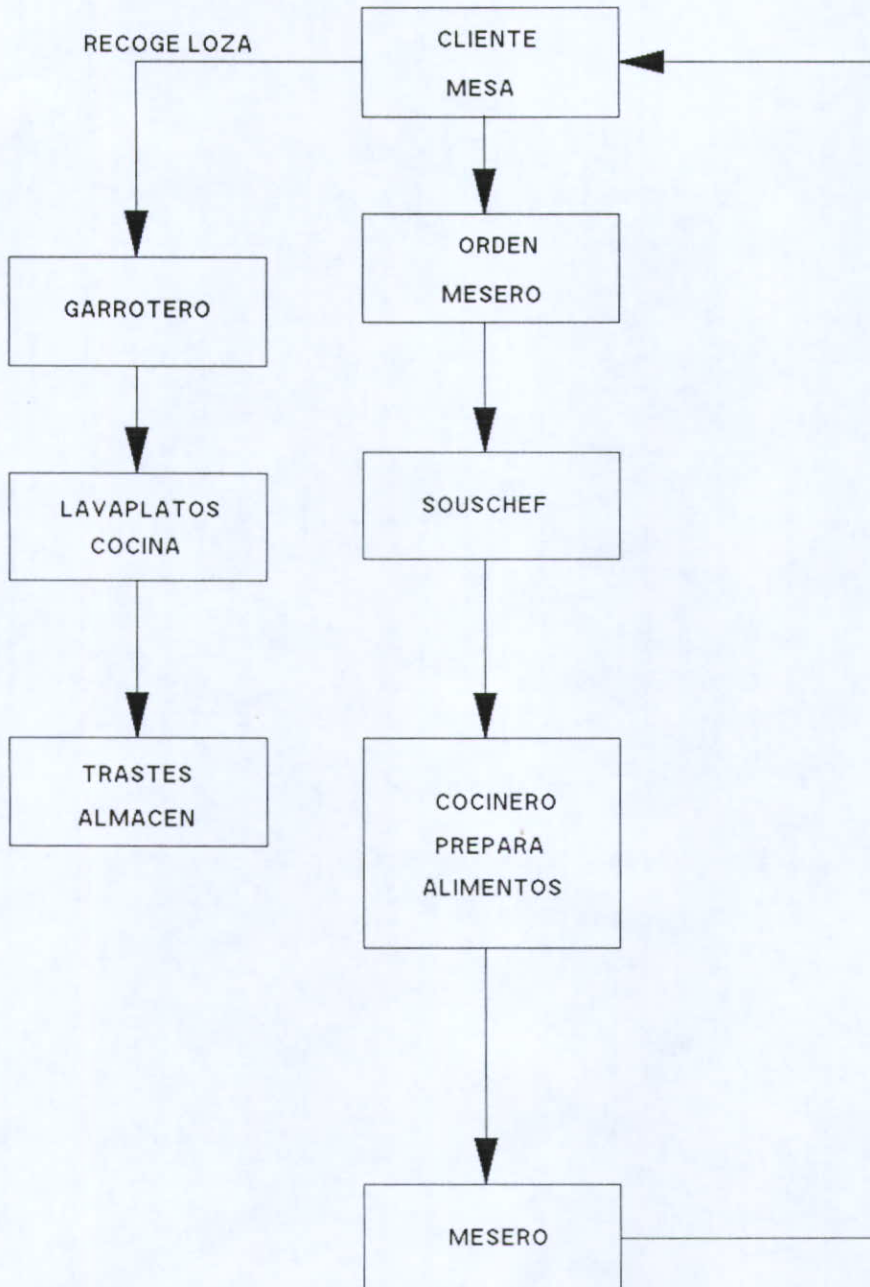 RECOGE LOZA
CLIENTE
MESA
ORDEN
MESERO
GARROTERO
LAVAPLATOS
COCINA
SOUSCHEF
TRASTES
ALMACEN
COCINERO
PREPARA
ALIMENTOS
MESERO